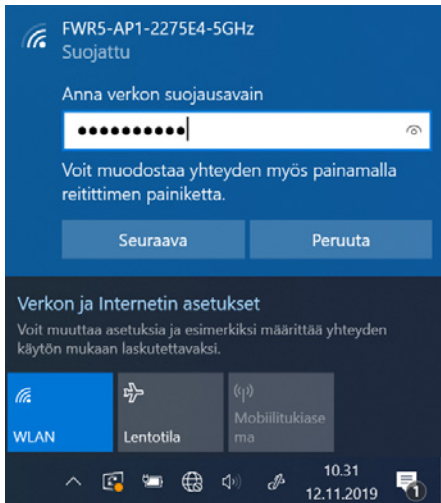 FWR5-AP1-2275E4-5GHz
Suojattu
Anna verkon suojausavain
Voit muodostaa yhteyden myös painamalla
reitittimen painiketta.
Seuraava
Peruuta
Verkon ja Internetin asetukset
Voit muuttaa asetuksia ja esimerkiksi määrittää yhteyden
käytön mukaan laskutettavaksi.
WLAN
Lentotila
Mobiilitukiase
ma
10.31
12.11.2019
1